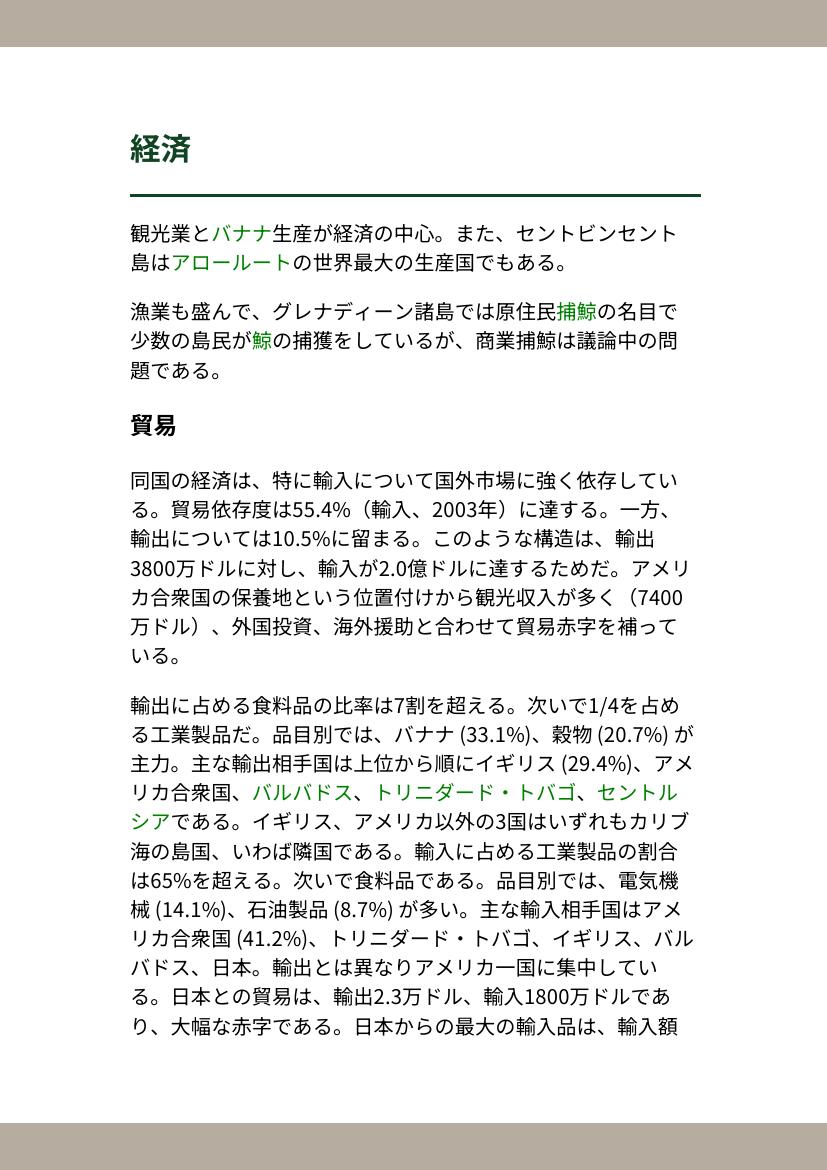 経済
観光業とバナナ生産が経済の中心。また、セントビンセント
島はアロールートの世界最大の生産国でもある。
漁業も盛んで、グレナディーン諸島では原住民捕鯨の名目で
少数の島民が鯨の捕獲をしているが、商業捕鯨は議論中の問
題である。
貿易
同国の経済は、特に輸入について国外市場に強く依存してい
る。貿易依存度は55.4%（輸入、2003年）に達する。一方、
輸出については10.5%に留まる。このような構造は、輸出
3800万ドルに対し、輸入が2.0億ドルに達するためだ。アメリ
カ合衆国の保養地という位置付けから観光収入が多く（7400
万ドル）、外国投資、海外援助と合わせて貿易赤字を補って
いる。
輸出に占める食料品の比率は7割を超える。次いで1/4を占め
る工業製品だ。品目別では、バナナ (33.1%)、穀物 (20.7%) が
主力。主な輸出相手国は上位から順にイギリス (29.4%)、アメ
リカ合衆国、バルバドス、トリニダード・トバゴ、セントル
シアである。イギリス、アメリカ以外の3国はいずれもカリブ
海の島国、いわば隣国である。輸入に占める工業製品の割合
は65%を超える。次いで食料品である。品目別では、電気機
械 (14.1%)、石油製品 (8.7%) が多い。主な輸入相手国はアメ
リカ合衆国 (41.2%)、トリニダード・トバゴ、イギリス、バル
バドス、日本。輸出とは異なりアメリカ一国に集中してい
る。日本との貿易は、輸出2.3万ドル、輸入1800万ドルであ
り、大幅な赤字である。日本からの最大の輸入品は、輸入額